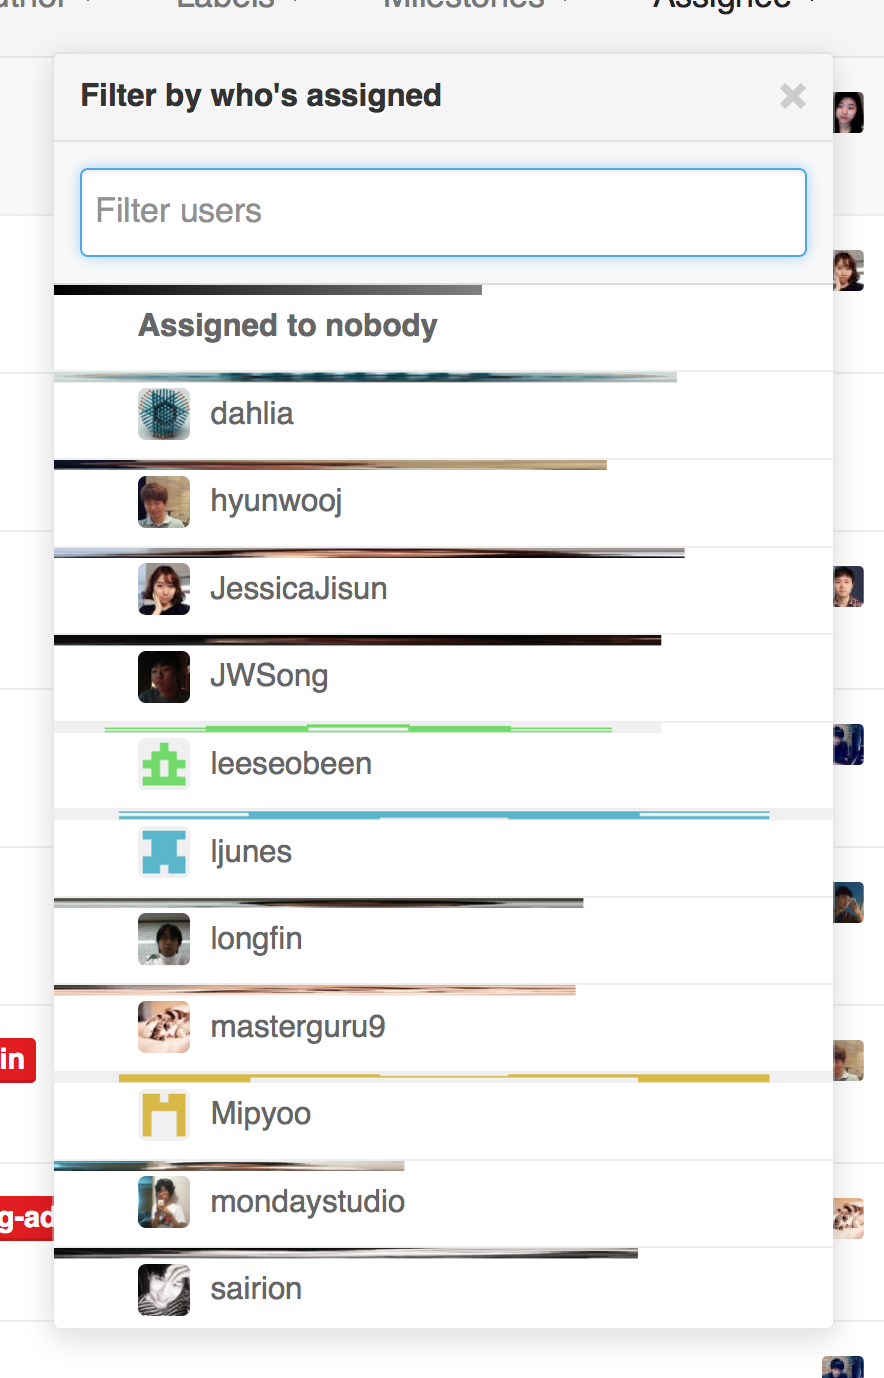 Labels
Milestones
Assignee
Filter by who's assigned
Filter users
Assigned to nobody
dahlia
hyunwooj
JessicaJisun
JWSong
leeseobeen
ljunes
longfin
masterguru9
in
Mipyoo
mondaystudio
g-ad
sairion